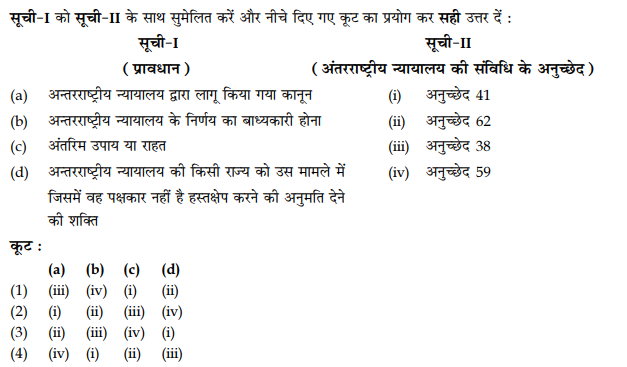 सूची-I को सूची-II के साथ सुमेलित करें और नीचे दिए गए कूट का प्रयोग कर सही उत्तर दें :
सूची-I सूची-II
( प्रावधान ) ( अंतरराष्ट्रीय न्यायालय की संविधि के अनुच्छेद )
(a) अन्तरराष्ट्रीय न्यायालय द्वारा लागू किया गया कानून (i) अनुच्छेद 41
(b) अन्तरराष्ट्रीय न्यायालय के निर्णय का बाध्यकारी होना (ii) अनुच्छेद 62
(c) अंतरिम उपाय या राहत (iii) अनुच्छेद 38
(d) अन्तरराष्ट्रीय न्यायालय की किसी राज्य को उस मामले में (iv) अनुच्छेद 59
जिसमें वह पक्षकार नहीं है हस्तक्षेप करने की अनुमति देने
की शक्ति
कूट :
(a) (b) (c) (d)
(1) (iii) (iv) (i) (ii)
(2) (i) (ii) (iii) (iv)
(3) (ii) (iii) (iv) (i)
(4) (iv) (i) (ii) (iii)